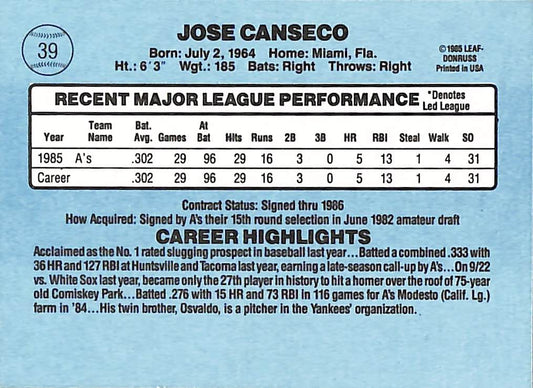 39
JOSE CANSECO
Born: July 2, 1964 Home: Miami, Fla.
Ht.: 6'3" Wgt.: 185 Bats: Right Throws: Right
©1985 LEAF-
DONRUSS
Printed in USA
RECENT MAJOR LEAGUE PERFORMANCE *Denotes
Led League
Year Team Name Bat. Avg. Games At Bat Hits Runs 2B 3B HR RBI Steal Walk SO
1985 A's .302 29 96 29 16 3 0 5 13 1 4 31
Career .302 29 96 29 16 3 0 5 13 1 4 31
Contract Status: Signed thru 1986
How Acquired: Signed by A's their 15th round selection in June 1982 amateur draft
CAREER HIGHLIGHTS
Acclaimed as the No. 1 rated slugging prospect in baseball last year...Batted a combined .333 with
36 HR and 127 RBI at Huntsville and Tacoma last year, earning a late-season call-up by A's...On 9/22
vs. White Sox last year, became only the 27th player in history to hit a homer over the roof of 75-year
old Comiskey Park...Batted .276 with 15 HR and 73 RBI in 116 games for A's Modesto (Calif. Lg.)
farm in '84...His twin brother, Osvaldo, is a pitcher in the Yankees' organization.